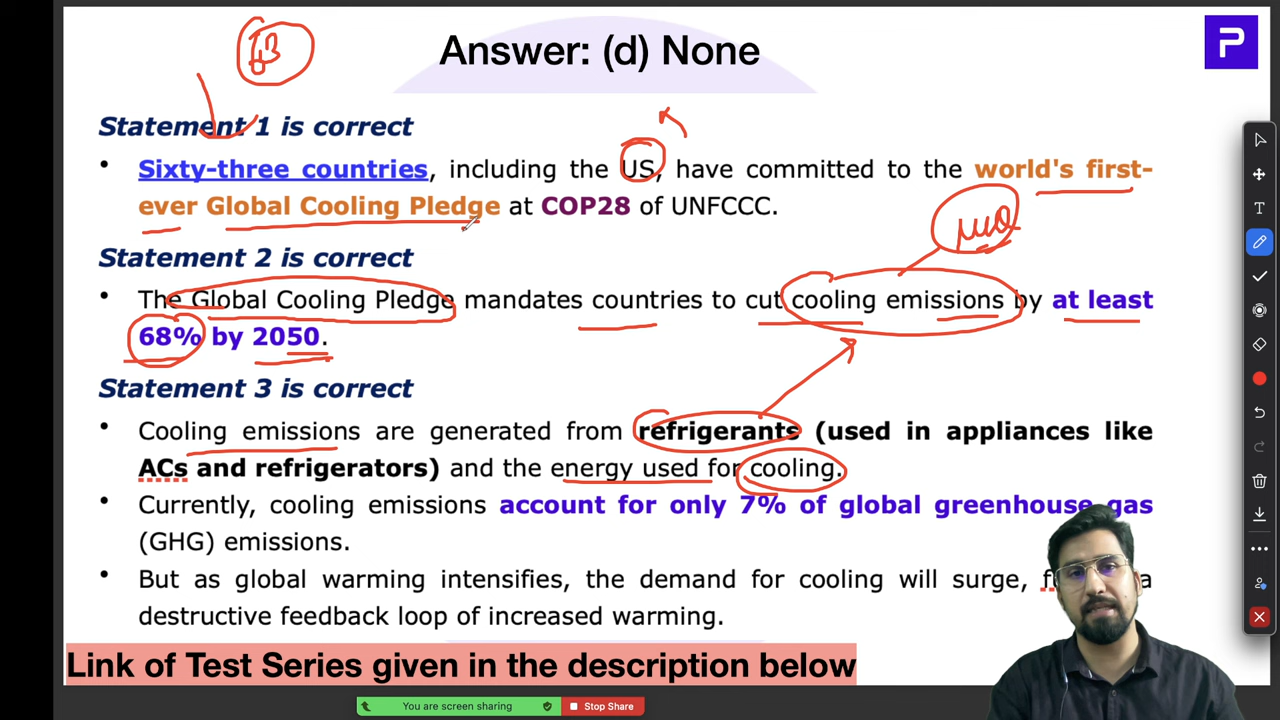 63
Answer: (d) None
P
Statement 1 is correct
• Sixty-three countries, including the US, have committed to the world's first-
ever Global Cooling Pledge at COP28 of UNFCCC.
Statement 2 is correct
• The Global Cooling Pledge mandates countries to cut cooling emissions by at least
68% by 2050.
Statement 3 is correct
• Cooling emissions are generated from refrigerants (used in appliances like
ACs and refrigerators) and the energy used for cooling.
• Currently, cooling emissions account for only 7% of global greenhouse gas
(GHG) emissions.
• But as global warming intensifies, the demand for cooling will surge, a
destructive feedback loop of increased warming.
Link of Test Series given in the description below
You are screen sharing
Stop Share